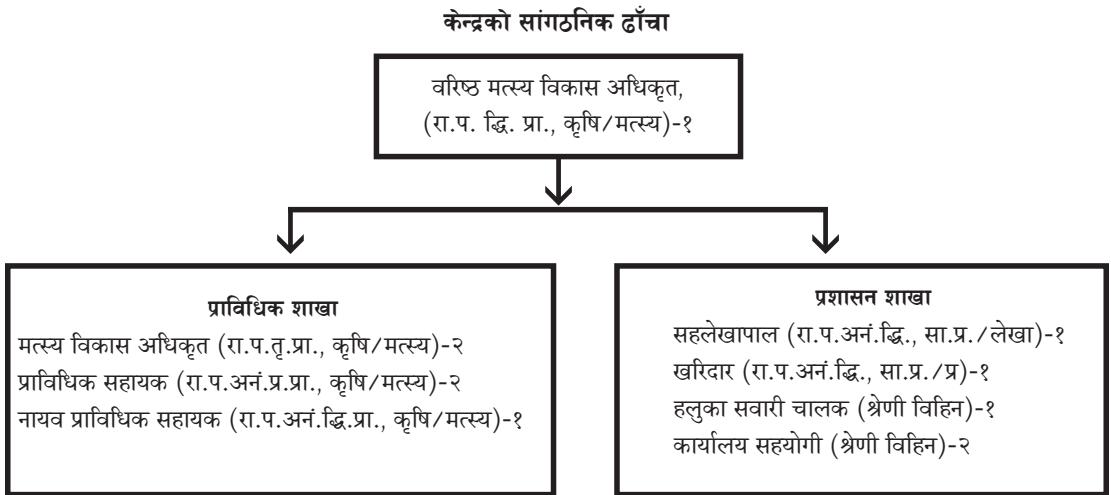 केन्द्रको सांगठनिक ढाँचा
वरिष्ठ मत्स्य विकास अधिकृत,
(रा.प. द्धि. प्रा., कृषि/मत्स्य)-१
प्राविधिक शाखा
मत्स्य विकास अधिकृत (रा.प.तृ.प्रा., कृषि/मत्स्य)-२
प्राविधिक सहायक (रा.प.अनं.प्र.प्रा., कृषि/मत्स्य)-२
नायव प्राविधिक सहायक (रा.प.अनं.द्धि.प्रा., कृषि/मत्स्य)-१
प्रशासन शाखा
सहलेखापाल (रा.प.अनं.द्धि., सा.प्र./लेखा)-१
खरिदार (रा.प.अनं.द्धि., सा.प्र./प्र)-१
हलुका सवारी चालक (श्रेणी विहिन)-१
कार्यालय सहयोगी (श्रेणी विहिन)-२